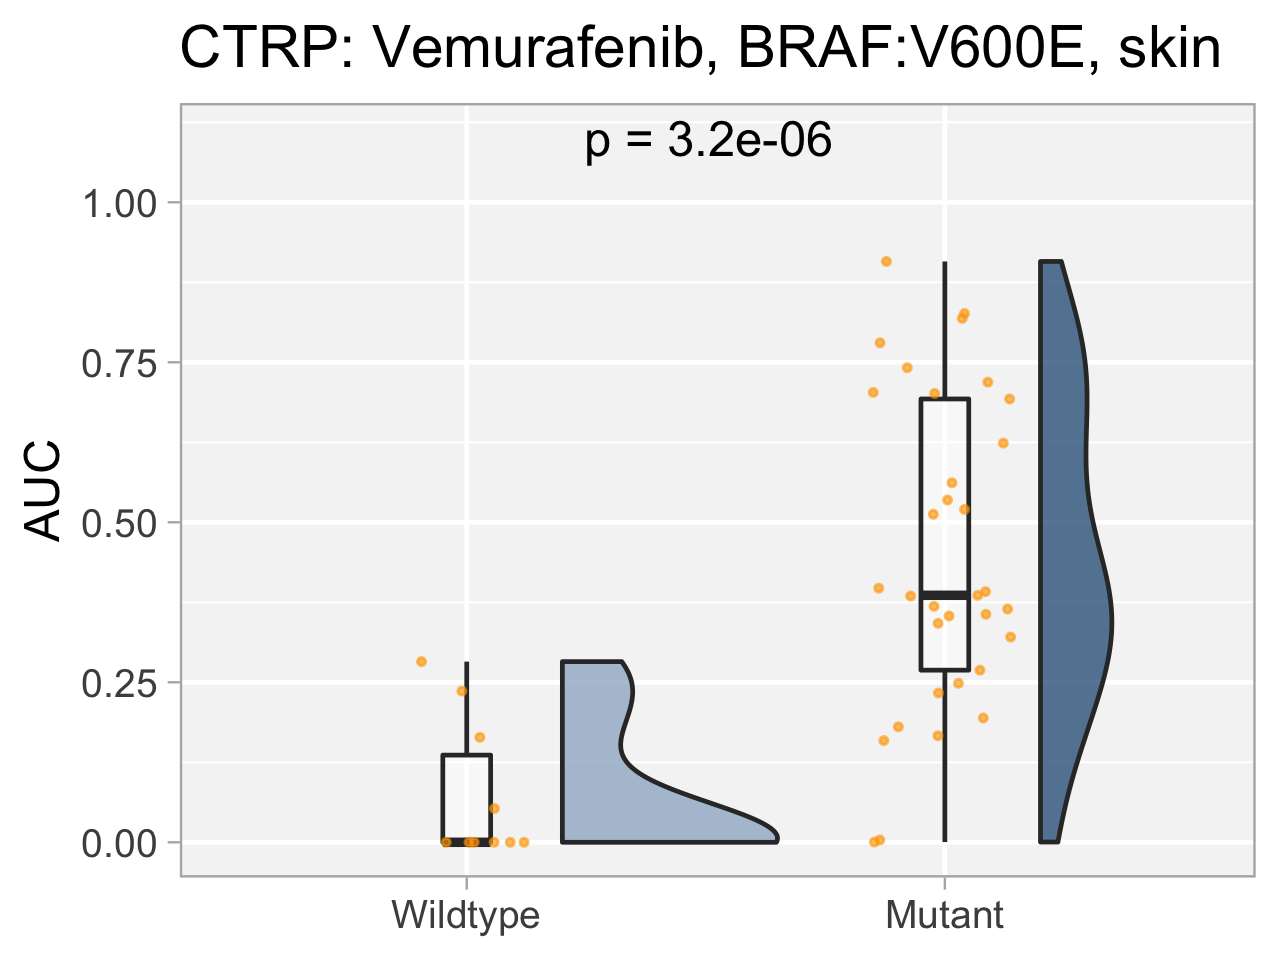 CTRP: Vemurafenib, BRAF:V600E, skin
p = 3.2e-06
1.00
0.75
0.50
0.25
0.00
AUC
Wildtype
Mutant